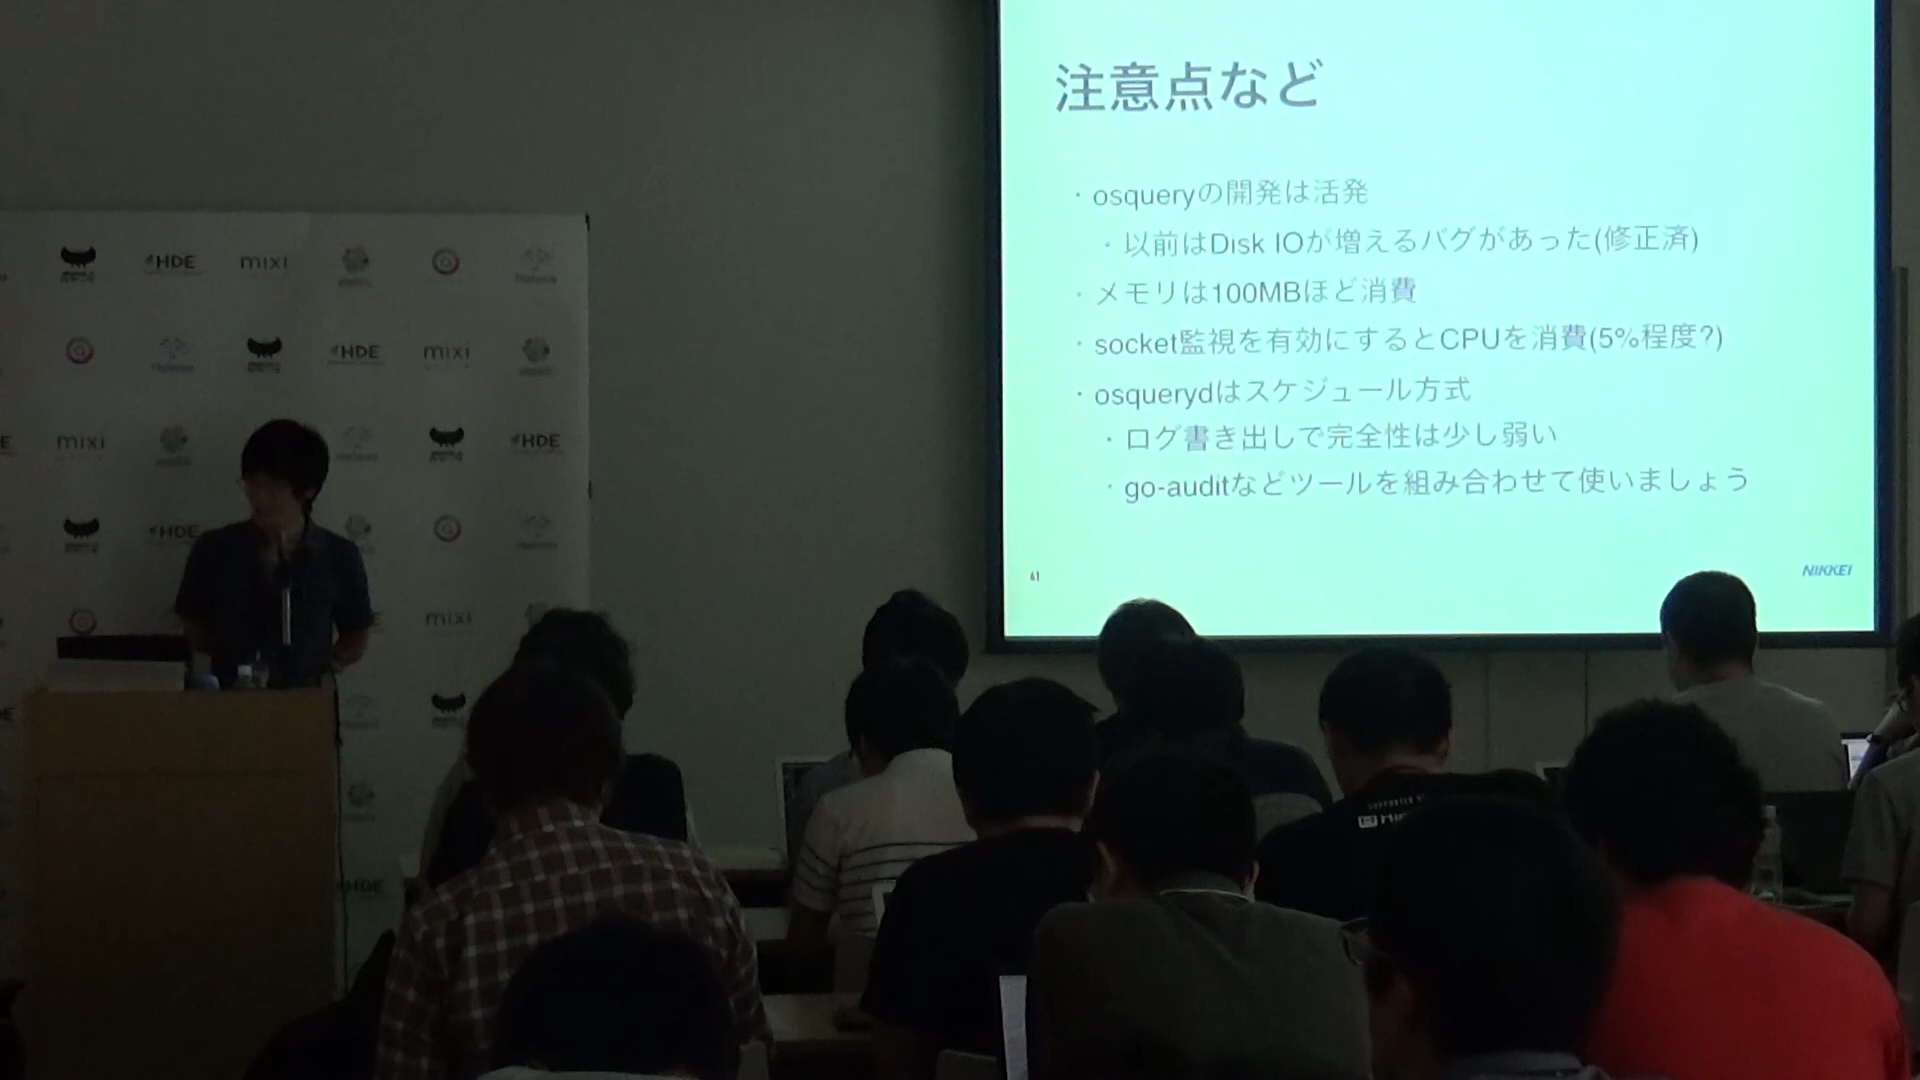 注意点など
・osqueryの開発は活発
・以前はDisk IOが増えるバグがあった(修正済)
・メモリは100MBほど消費
・socket監視を有効にするとCPUを消費(5%程度?)
・osquerydはスケジュール方式
・ログ書き出しで完全性は少し弱い
・go-auditなどツールを組み合わせて使いましょう
61
NIKKEI
HDE mixi
HDE mixi
mixi HDE
HDE
mixi
HDE
SUPPORTED